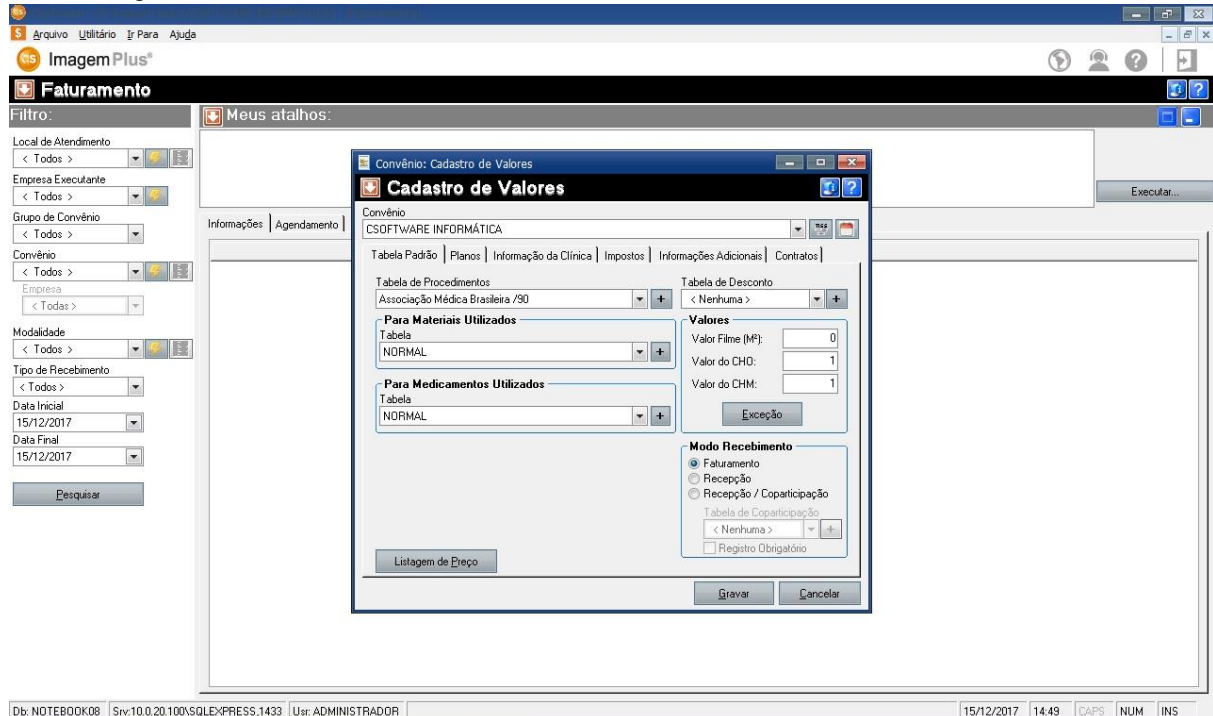 Arquivo Utilitário Ir Para Ajuda
ImagemPlus®
Faturamento
Filtro:
Meus atalhos:
Local de Atendimento
< Todos >
Empresa Executante
< Todos >
Grupo de Convênio
< Todos >
Convênio
< Todos >
Empresa
< Todas >
Modalidade
< Todos >
Tipo de Recebimento
< Todos >
Data Inicial
15/12/2017
Data Final
15/12/2017
Pesquisar
Executar...
Informações Agendamento
Convênio: Cadastro de Valores
Cadastro de Valores
Convênio
CSOFTWARE INFORMÁTICA
Tabela Padrão Planos Informação da Clínica Impostos Informações Adicionais Contratos
Tabela de Procedimentos
Associação Médica Brasileira /90
Tabela de Desconto
< Nenhuma >
Para Materiais Utilizados
Tabela
NORMAL
Para Medicamentos Utilizados
Tabela
NORMAL
Valores
Valor Filme (M²): 0
Valor do CHO: 1
Valor do CHM: 1
Exceção
Modo Recebimento
Faturamento
Recepção
Recepção / Coparticipação
Tabela de Coparticipação
< Nenhuma >
Registro Obrigatório
Listagem de Preço
Gravar Cancelar
Db: NOTEBOOK08 Srv:10.0.20.100\SQLEXPRESS,1433 Usr: ADMINISTRADOR 15/12/2017 14:49 CAPS NUM INS